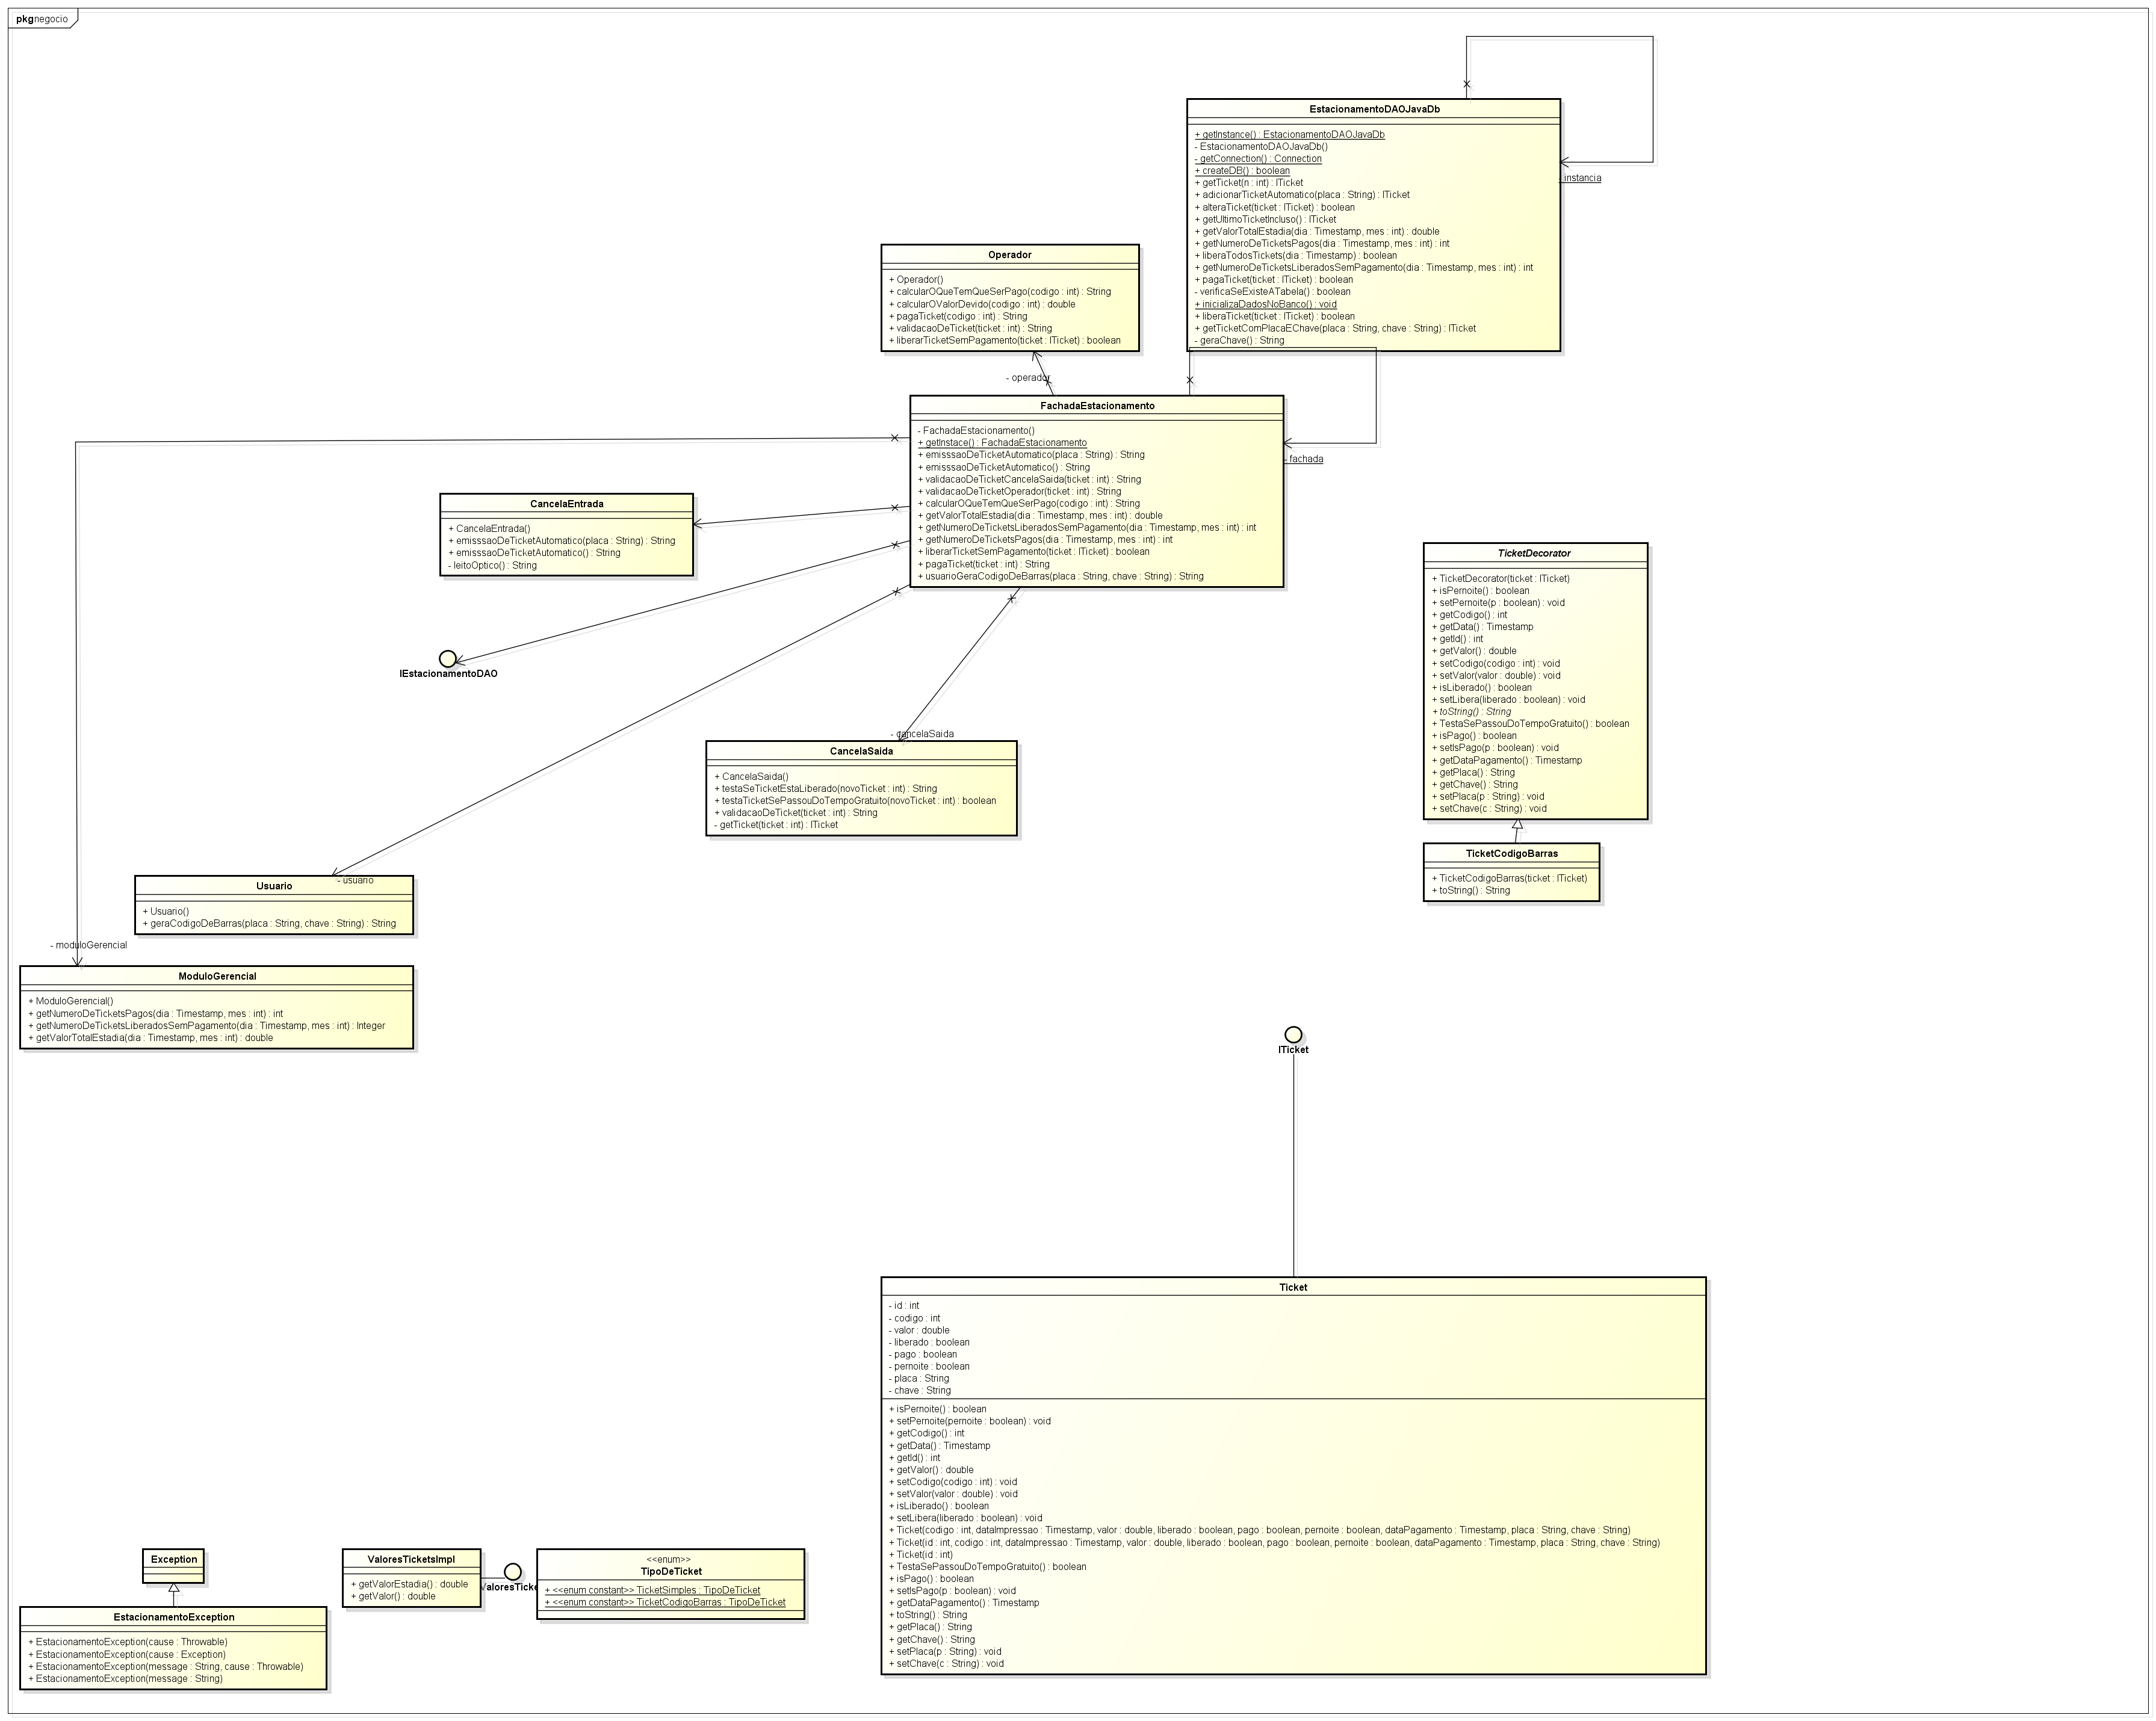 pkg negocio
EstacionamentoDAOJavaDb
+ getInstance() : EstacionamentoDAOJavaDb
- EstacionamentoDAOJavaDb()
- getConnection() : Connection
+ createDB() : boolean
+ getTicket(n : int) : ITicket
+ adicionarTicketAutomatico(placa : String) : ITicket
+ alteraTicket(ticket : ITicket) : boolean
+ getUltimoTicketIncluso() : ITicket
+ getValorTotalEstadia(dia : Timestamp, mes : int) : double
+ getNumeroDeTicketsPagos(dia : Timestamp, mes : int) : int
+ liberaTodosTickets(dia : Timestamp) : boolean
+ getNumeroDeTicketsLiberadosSemPagamento(dia : Timestamp, mes : int) : int
+ pagaTicket(ticket : ITicket) : boolean
- verificaSeExisteATabela() : boolean
+ inicializaDadosNoBanco() : void
+ liberaTicket(ticket : ITicket) : boolean
+ getTicketComPlacaEChave(placa : String, chave : String) : ITicket
- geraChave() : String
- instancia
Operador
+ Operador()
+ calcularOQueTemQueSerPago(codigo : int) : String
+ calcularOValorDevido(codigo : int) : double
+ pagaTicket(codigo : int) : String
+ validacaoDeTicket(ticket : int) : String
+ liberarTicketSemPagamento(ticket : ITicket) : boolean
- operador
FachadaEstacionamento
- FachadaEstacionamento()
+ getInstace() : FachadaEstacionamento
+ emisssaoDeTicketAutomatico(placa : String) : String
+ emisssaoDeTicketAutomatico() : String
+ validacaoDeTicketCancelaSaida(ticket : int) : String
+ validacaoDeTicketOperador(ticket : int) : String
+ calcularOQueTemQueSerPago(codigo : int) : String
+ getValorTotalEstadia(dia : Timestamp, mes : int) : double
+ getNumeroDeTicketsLiberadosSemPagamento(dia : Timestamp, mes : int) : int
+ getNumeroDeTicketsPagos(dia : Timestamp, mes : int) : int
+ liberarTicketSemPagamento(ticket : ITicket) : boolean
+ pagaTicket(ticket : int) : String
+ usuarioGeraCodigoDeBarras(placa : String, chave : String) : String
- fachada
CancelaEntrada
+ CancelaEntrada()
+ emisssaoDeTicketAutomatico(placa : String) : String
+ emisssaoDeTicketAutomatico() : String
- leitoOptico() : String
IEstacionamentoDAO
TicketDecorator
+ TicketDecorator(ticket : ITicket)
+ isPernoite() : boolean
+ setPernoite(p : boolean) : void
+ getCodigo() : int
+ getData() : Timestamp
+ getId() : int
+ getValor() : double
+ setCodigo(codigo : int) : void
+ setValor(valor : double) : void
+ isLiberado() : boolean
+ setLibera(liberado : boolean) : void
+ toString() : String
+ TestaSePassouDoTempoGratuito() : boolean
+ isPago() : boolean
+ setIsPago(p : boolean) : void
+ getDataPagamento() : Timestamp
+ getPlaca() : String
+ getChave() : String
+ setPlaca(p : String) : void
+ setChave(c : String) : void
- cancelaSaida
CancelaSaida
+ CancelaSaida()
+ testaSeTicketEstaLiberado(novoTicket : int) : String
+ testaTicketSePassouDoTempoGratuito(novoTicket : int) : boolean
+ validacaoDeTicket(ticket : int) : String
- getTicket(ticket : int) : ITicket
TicketCodigoBarras
+ TicketCodigoBarras(ticket : ITicket)
+ toString() : String
- usuario
Usuario
+ Usuario()
+ geraCodigoDeBarras(placa : String, chave : String) : String
- moduloGerencial
ModuloGerencial
+ ModuloGerencial()
+ getNumeroDeTicketsPagos(dia : Timestamp, mes : int) : int
+ getNumeroDeTicketsLiberadosSemPagamento(dia : Timestamp, mes : int) : Integer
+ getValorTotalEstadia(dia : Timestamp, mes : int) : double
ITicket
Ticket
- id : int
- codigo : int
- valor : double
- liberado : boolean
- pago : boolean
- pernoite : boolean
- placa : String
- chave : String
+ isPernoite() : boolean
+ setPernoite(pernoite : boolean) : void
+ getCodigo() : int
+ getData() : Timestamp
+ getId() : int
+ getValor() : double
+ setCodigo(codigo : int) : void
+ setValor(valor : double) : void
+ isLiberado() : boolean
+ setLibera(liberado : boolean) : void
+ Ticket(codigo : int, dataImpressao : Timestamp, valor : double, liberado : boolean, pago : boolean, pernoite : boolean, dataPagamento : Timestamp, placa : String, chave : String)
+ Ticket(id : int, codigo : int, dataImpressao : Timestamp, valor : double, liberado : boolean, pago : boolean, pernoite : boolean, dataPagamento : Timestamp, placa : String, chave : String)
+ Ticket(id : int)
+ TestaSePassouDoTempoGratuito() : boolean
+ isPago() : boolean
+ setIsPago(p : boolean) : void
+ getDataPagamento() : Timestamp
+ toString() : String
+ getPlaca() : String
+ getChave() : String
+ setPlaca(p : String) : void
+ setChave(c : String) : void
Exception
EstacionamentoException
+ EstacionamentoException(cause : Throwable)
+ EstacionamentoException(cause : Exception)
+ EstacionamentoException(message : String, cause : Throwable)
+ EstacionamentoException(message : String)
ValoresTicketsImpl
+ getValorEstadia() : double
+ getValor() : double
<<enum>>
TipoDeTicket
+ <<enum constant>> TicketSimples : TipoDeTicket
+ <<enum constant>> TicketCodigoBarras : TipoDeTicket